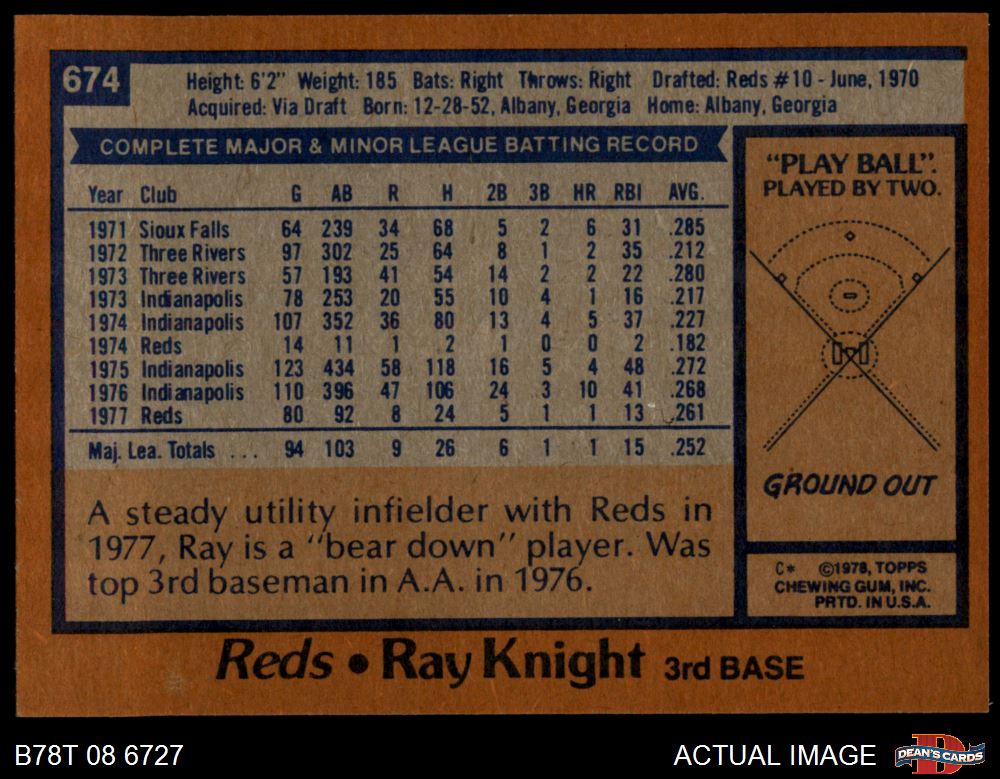 674
Height: 6'2" Weight: 185 Bats: Right Throws: Right Drafted: Reds #10 - June, 1970
Acquired: Via Draft Born: 12-28-52, Albany, Georgia Home: Albany, Georgia
COMPLETE MAJOR & MINOR LEAGUE BATTING RECORD
Year Club G AB R H 2B 3B HR RBI AVG.
1971 Sioux Falls 64 239 34 68 5 2 6 31 .285
1972 Three Rivers 97 302 25 64 8 1 2 35 .212
1973 Three Rivers 57 193 41 54 14 2 2 22 .280
1973 Indianapolis 78 253 20 55 10 4 1 16 .217
1974 Indianapolis 107 352 36 80 13 4 5 37 .227
1974 Reds 14 11 1 2 1 0 0 2 .182
1975 Indianapolis 123 434 58 118 16 5 4 48 .272
1976 Indianapolis 110 396 47 106 24 3 10 41 .268
1977 Reds 80 92 8 24 5 1 1 13 .261
Maj. Lea. Totals ... 94 103 9 26 6 1 1 15 .252
A steady utility infielder with Reds in
1977, Ray is a "bear down" player. Was
top 3rd baseman in A.A. in 1976.
"PLAY BALL".
PLAYED BY TWO.
GROUND OUT
C* ©1978, TOPPS
CHEWING GUM, INC.
PRTD. IN U.S.A.
Reds • Ray Knight 3rd BASE
B78T 08 6727
ACTUAL IMAGE
DEAN'S CARDS